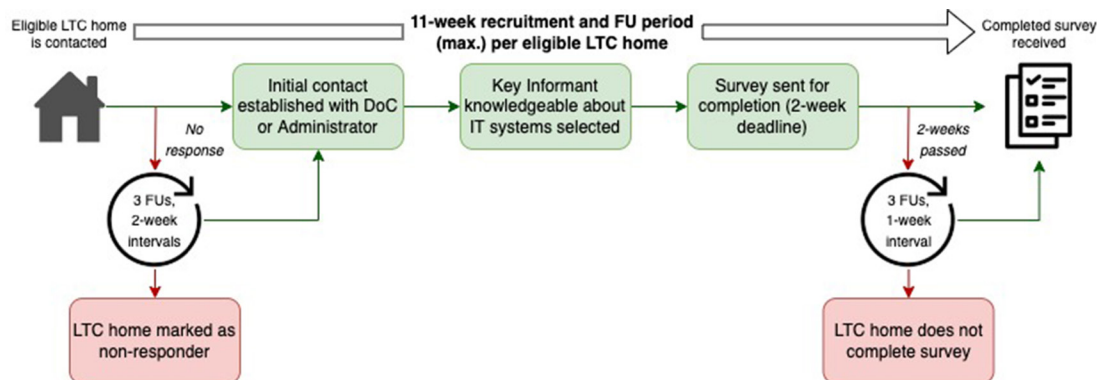 Eligible LTC home
is contacted
11-week recruitment and FU period
(max.) per eligible LTC home
Completed survey
received
Initial contact
established with DoC
or Administrator
Key Informant
knowledgeable about
IT systems selected
Survey sent for
completion (2-week
deadline)
No
response
2-weeks
passed
3 FUs,
2-week
intervals
3 FUs,
1-week
interval
LTC home marked as
non-responder
LTC home does not
complete survey